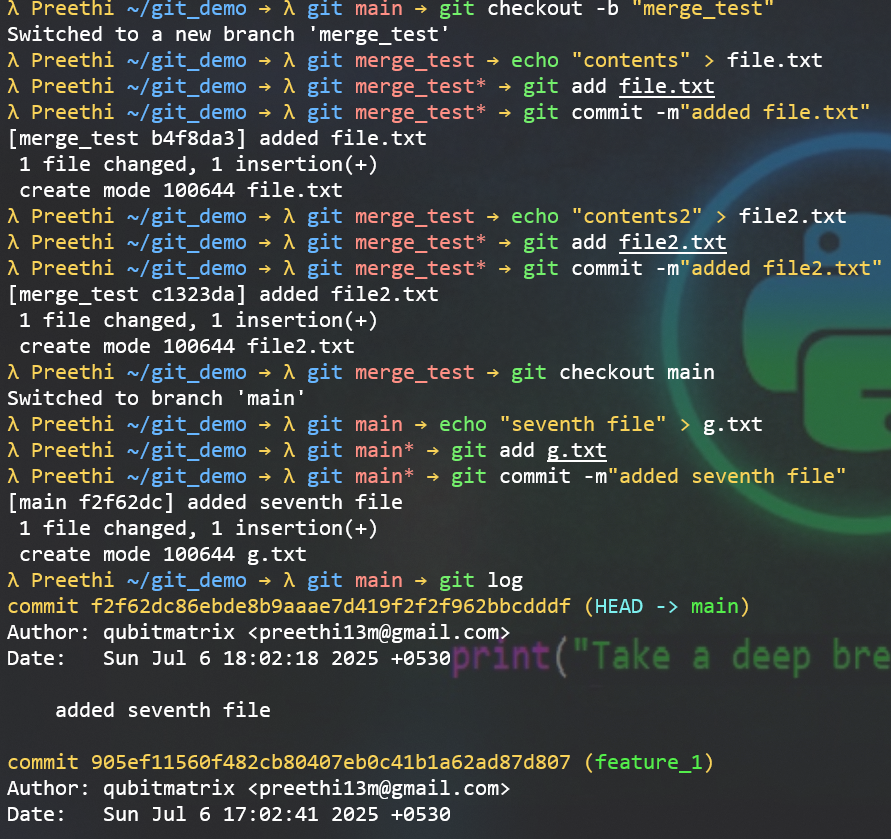 λ Preethi ~/git_demo → λ git main → git checkout -b "merge_test"
Switched to a new branch 'merge_test'
λ Preethi ~/git_demo → λ git merge_test → echo "contents" > file.txt
λ Preethi ~/git_demo → λ git merge_test* → git add file.txt
λ Preethi ~/git_demo → λ git merge_test* → git commit -m"added file.txt"
[merge_test b4f8da3] added file.txt
 1 file changed, 1 insertion(+)
 create mode 100644 file.txt
λ Preethi ~/git_demo → λ git merge_test → echo "contents2" > file2.txt
λ Preethi ~/git_demo → λ git merge_test* → git add file2.txt
λ Preethi ~/git_demo → λ git merge_test* → git commit -m"added file2.txt"
[merge_test c1323da] added file2.txt
 1 file changed, 1 insertion(+)
 create mode 100644 file2.txt
λ Preethi ~/git_demo → λ git merge_test → git checkout main
Switched to branch 'main'
λ Preethi ~/git_demo → λ git main → echo "seventh file" > g.txt
λ Preethi ~/git_demo → λ git main* → git add g.txt
λ Preethi ~/git_demo → λ git main* → git commit -m"added seventh file"
[main f2f62dc] added seventh file
 1 file changed, 1 insertion(+)
 create mode 100644 g.txt
λ Preethi ~/git_demo → λ git main → git log
commit f2f62dc86ebde8b9aaae7d419f2f2f962bbcdddf (HEAD -> main)
Author: qubitmatrix <preethi13m@gmail.com>
Date:   Sun Jul 6 18:02:18 2025 +0530
print("Take a deep bre
    added seventh file
commit 905ef11560f482cb80407eb0c41b1a62ad87d807 (feature_1)
Author: qubitmatrix <preethi13m@gmail.com>
Date:   Sun Jul 6 17:02:41 2025 +0530